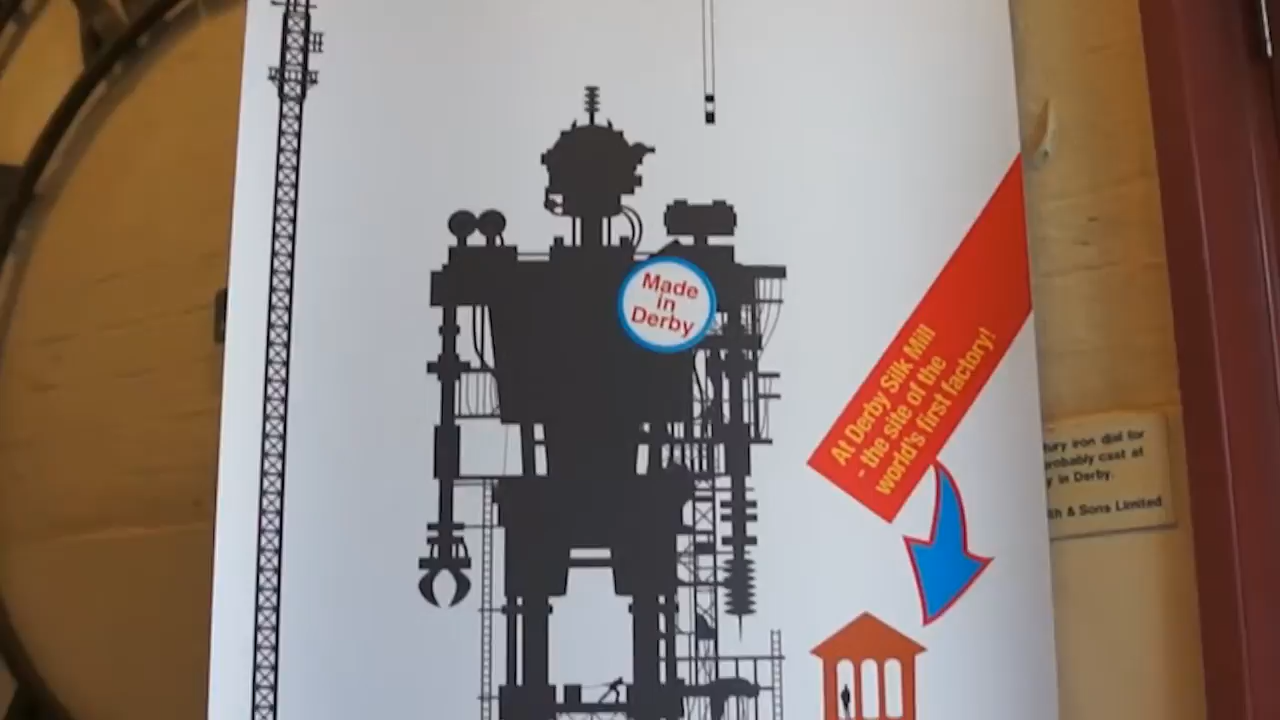 Made
in
Derby
At Derby Silk Mill
- the site of the
world's first factory!
iron dial for
probably cast at
in Derby.
& Sons Limited